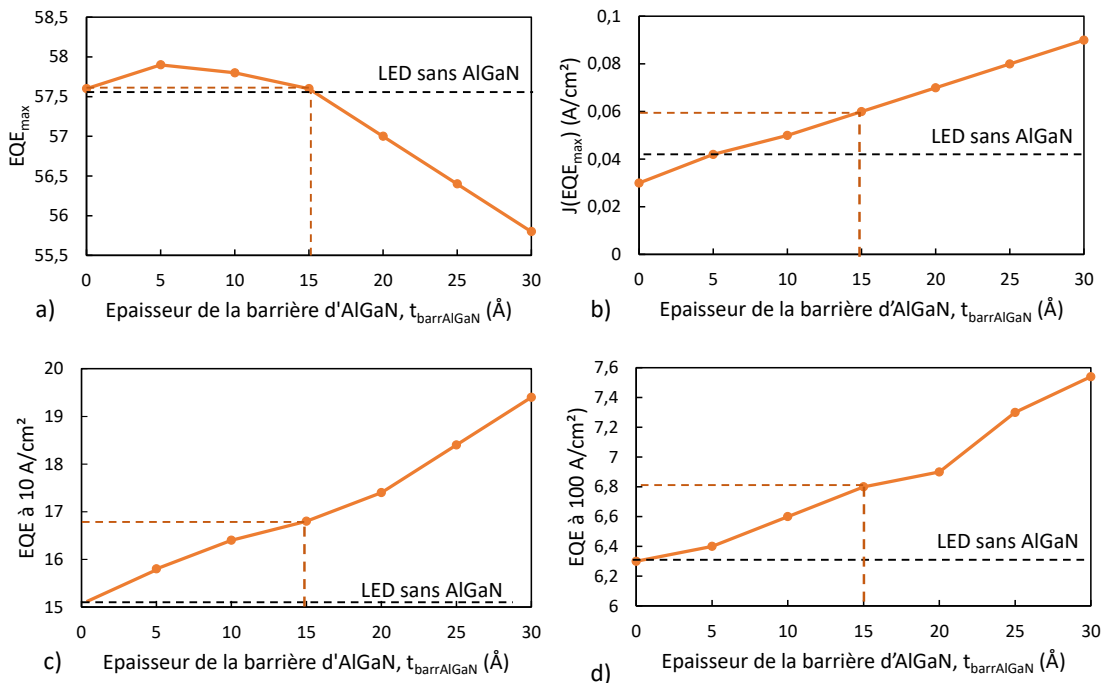 58,5
58
57,5
57
56,5
56
55,5
EQEmax
LED sans AlGaN
0 5 10 15 20 25 30
a) Epaisseur de la barrière d'AlGaN, tbarrAlGaN (Å)
0,1
0,08
0,06
0,04
0,02
0
J(EQEmax) (A/cm²)
LED sans AlGaN
0 5 10 15 20 25 30
b) Epaisseur de la barrière d’AlGaN, tbarrAlGaN (Å)
20
19
18
17
16
15
EQE à 10 A/cm²
LED sans AlGaN
0 5 10 15 20 25 30
c) Epaisseur de la barrière d'AlGaN, tbarrAlGaN (Å)
7,6
7,4
7,2
7
6,8
6,6
6,4
6,2
6
EQE à 100 A/cm²
LED sans AlGaN
0 5 10 15 20 25 30
d) Epaisseur de la barrière d’AlGaN, tbarrAlGaN (Å)